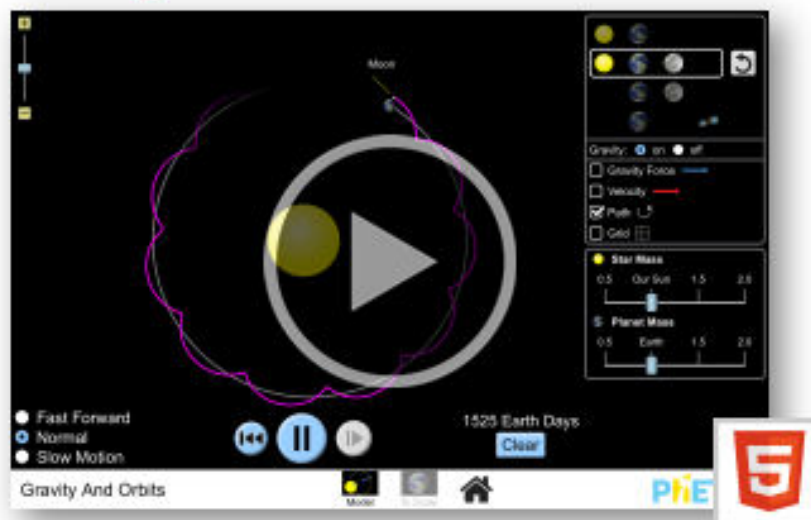 Moon
Gravity: on off
Gravity Force
Velocity
Path
Grid
Star Mass
0.5 Our Sun 1.5 2.0
Planet Mass
0.5 Earth 1.5 2.0
Fast Forward
Normal
Slow Motion
1525 Earth Days
Clear
Gravity And Orbits
Model
To Scale
PhET
5